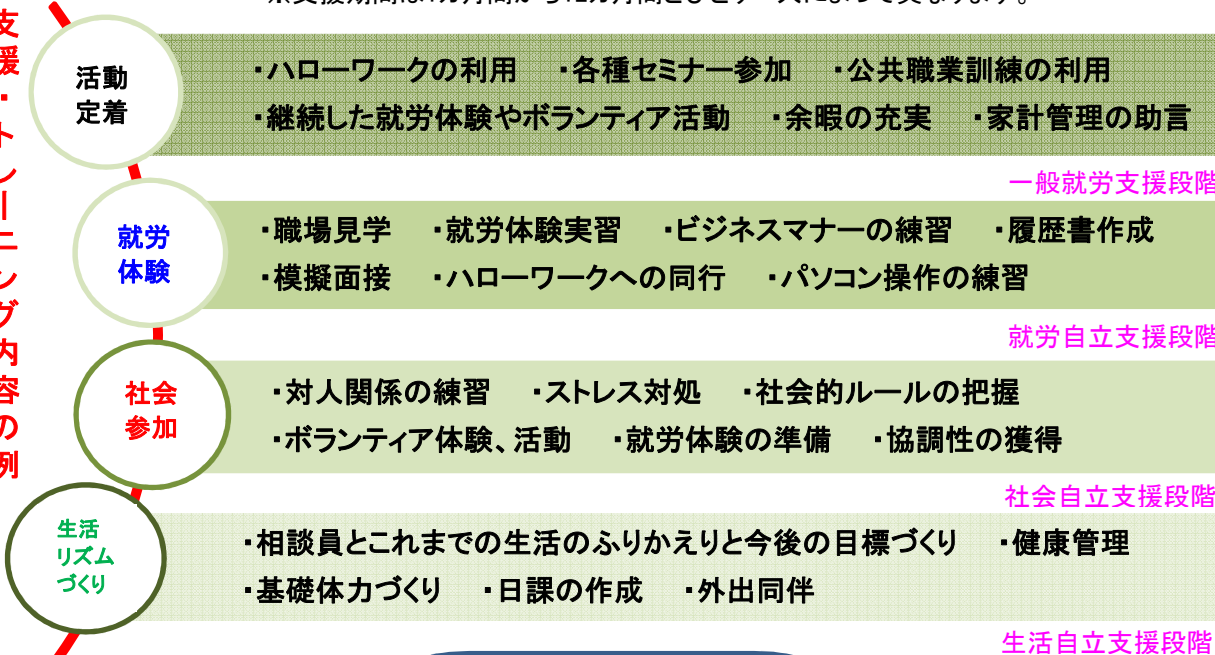 支援・トレーニング内容の例
活動
定着
・ハローワークの利用 ・各種セミナー参加 ・公共職業訓練の利用
・継続した就労体験やボランティア活動 ・余暇の充実 ・家計管理の助言
一般就労支援段階
就労
体験
・職場見学 ・就労体験実習 ・ビジネスマナーの練習 ・履歴書作成
・模擬面接 ・ハローワークへの同行 ・パソコン操作の練習
就労自立支援段階
社会
参加
・対人関係の練習 ・ストレス対処 ・社会的ルールの把握
・ボランティア体験、活動 ・就労体験の準備 ・協調性の獲得
社会自立支援段階
生活
リズム
づくり
・相談員とこれまでの生活のふりかえりと今後の目標づくり ・健康管理
・基礎体力づくり ・日課の作成 ・外出同伴
生活自立支援段階